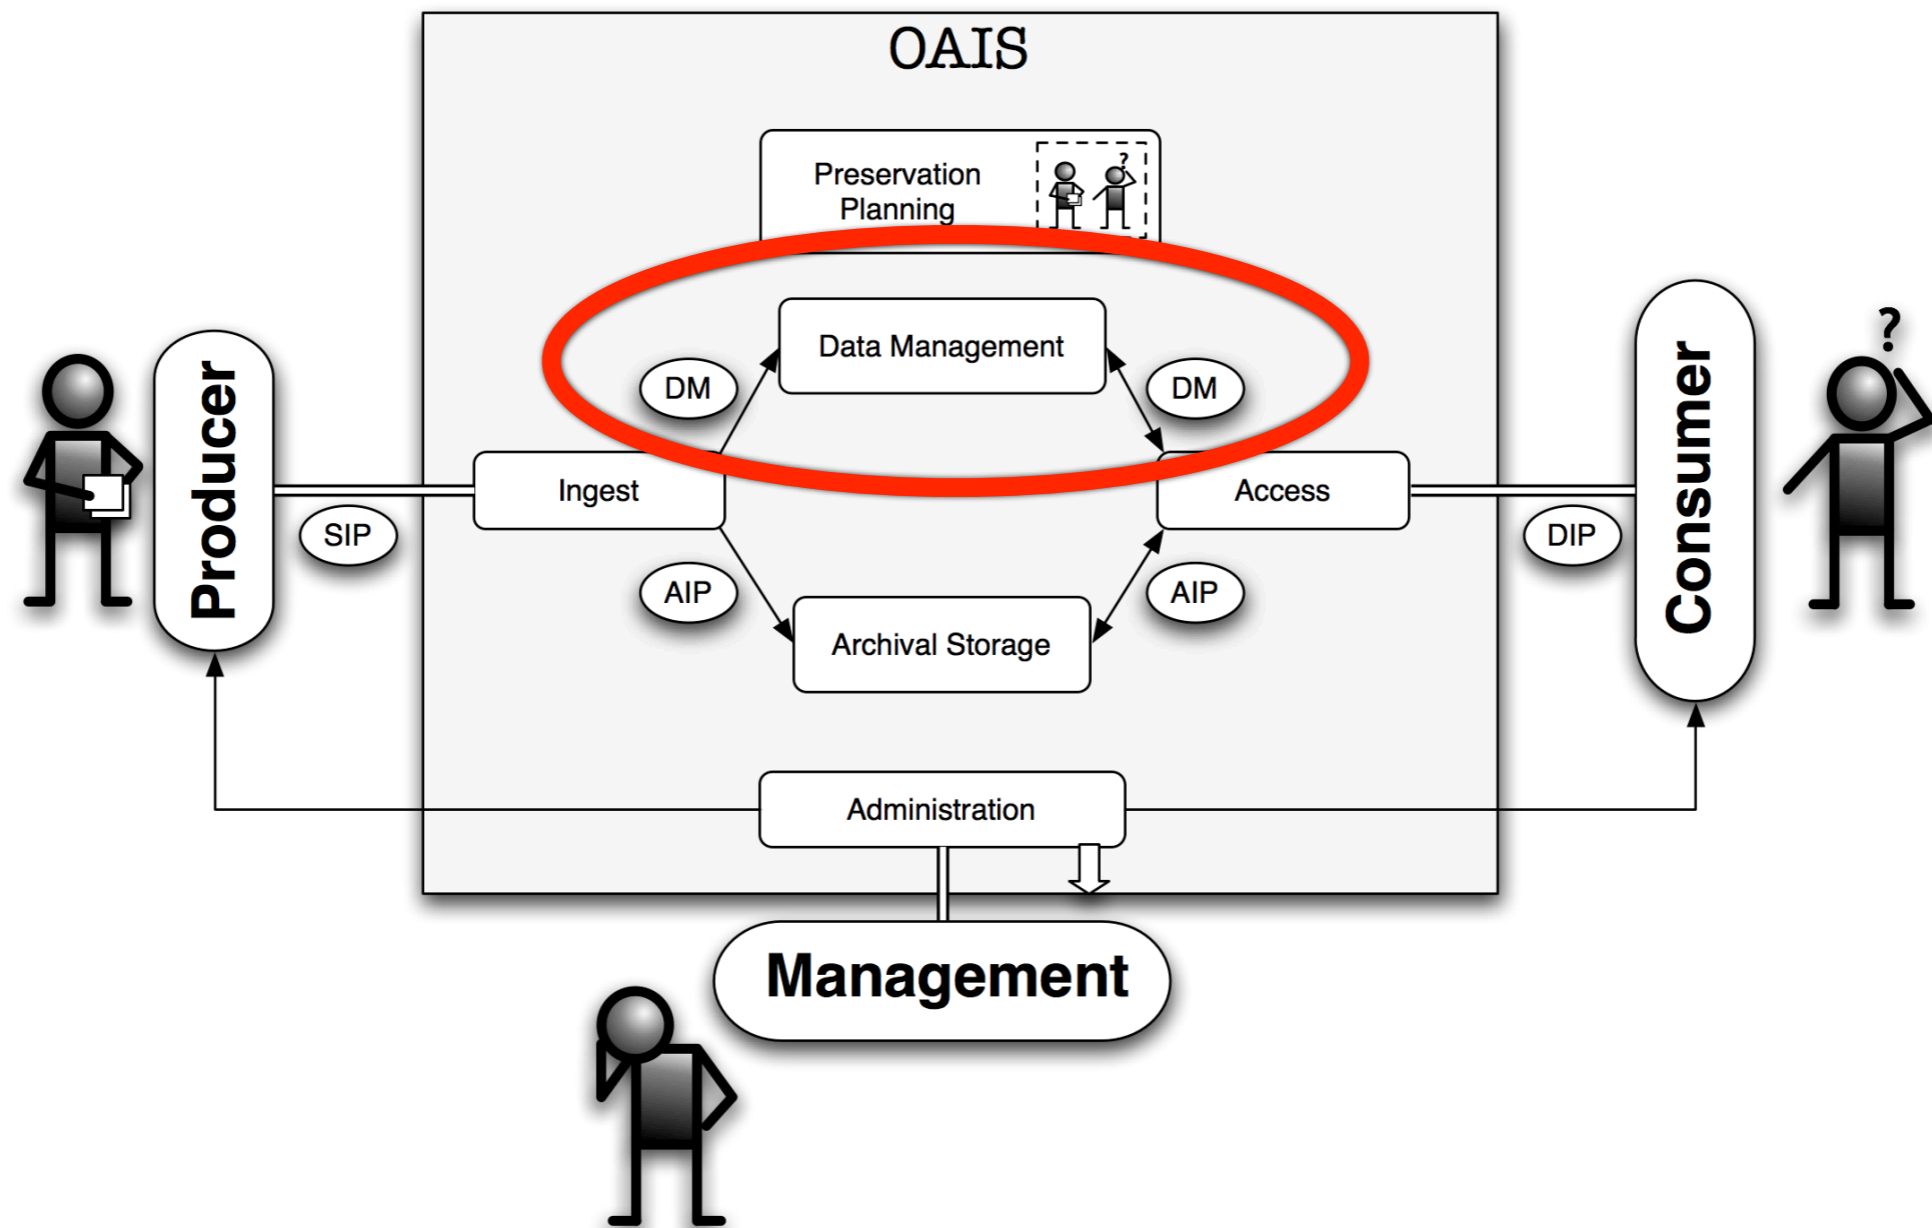 OAIS
Preservation
Planning
?
Data Management
DM
DM
Producer
Consumer
?
Ingest
Access
SIP
DIP
AIP
AIP
Archival Storage
Administration
Management